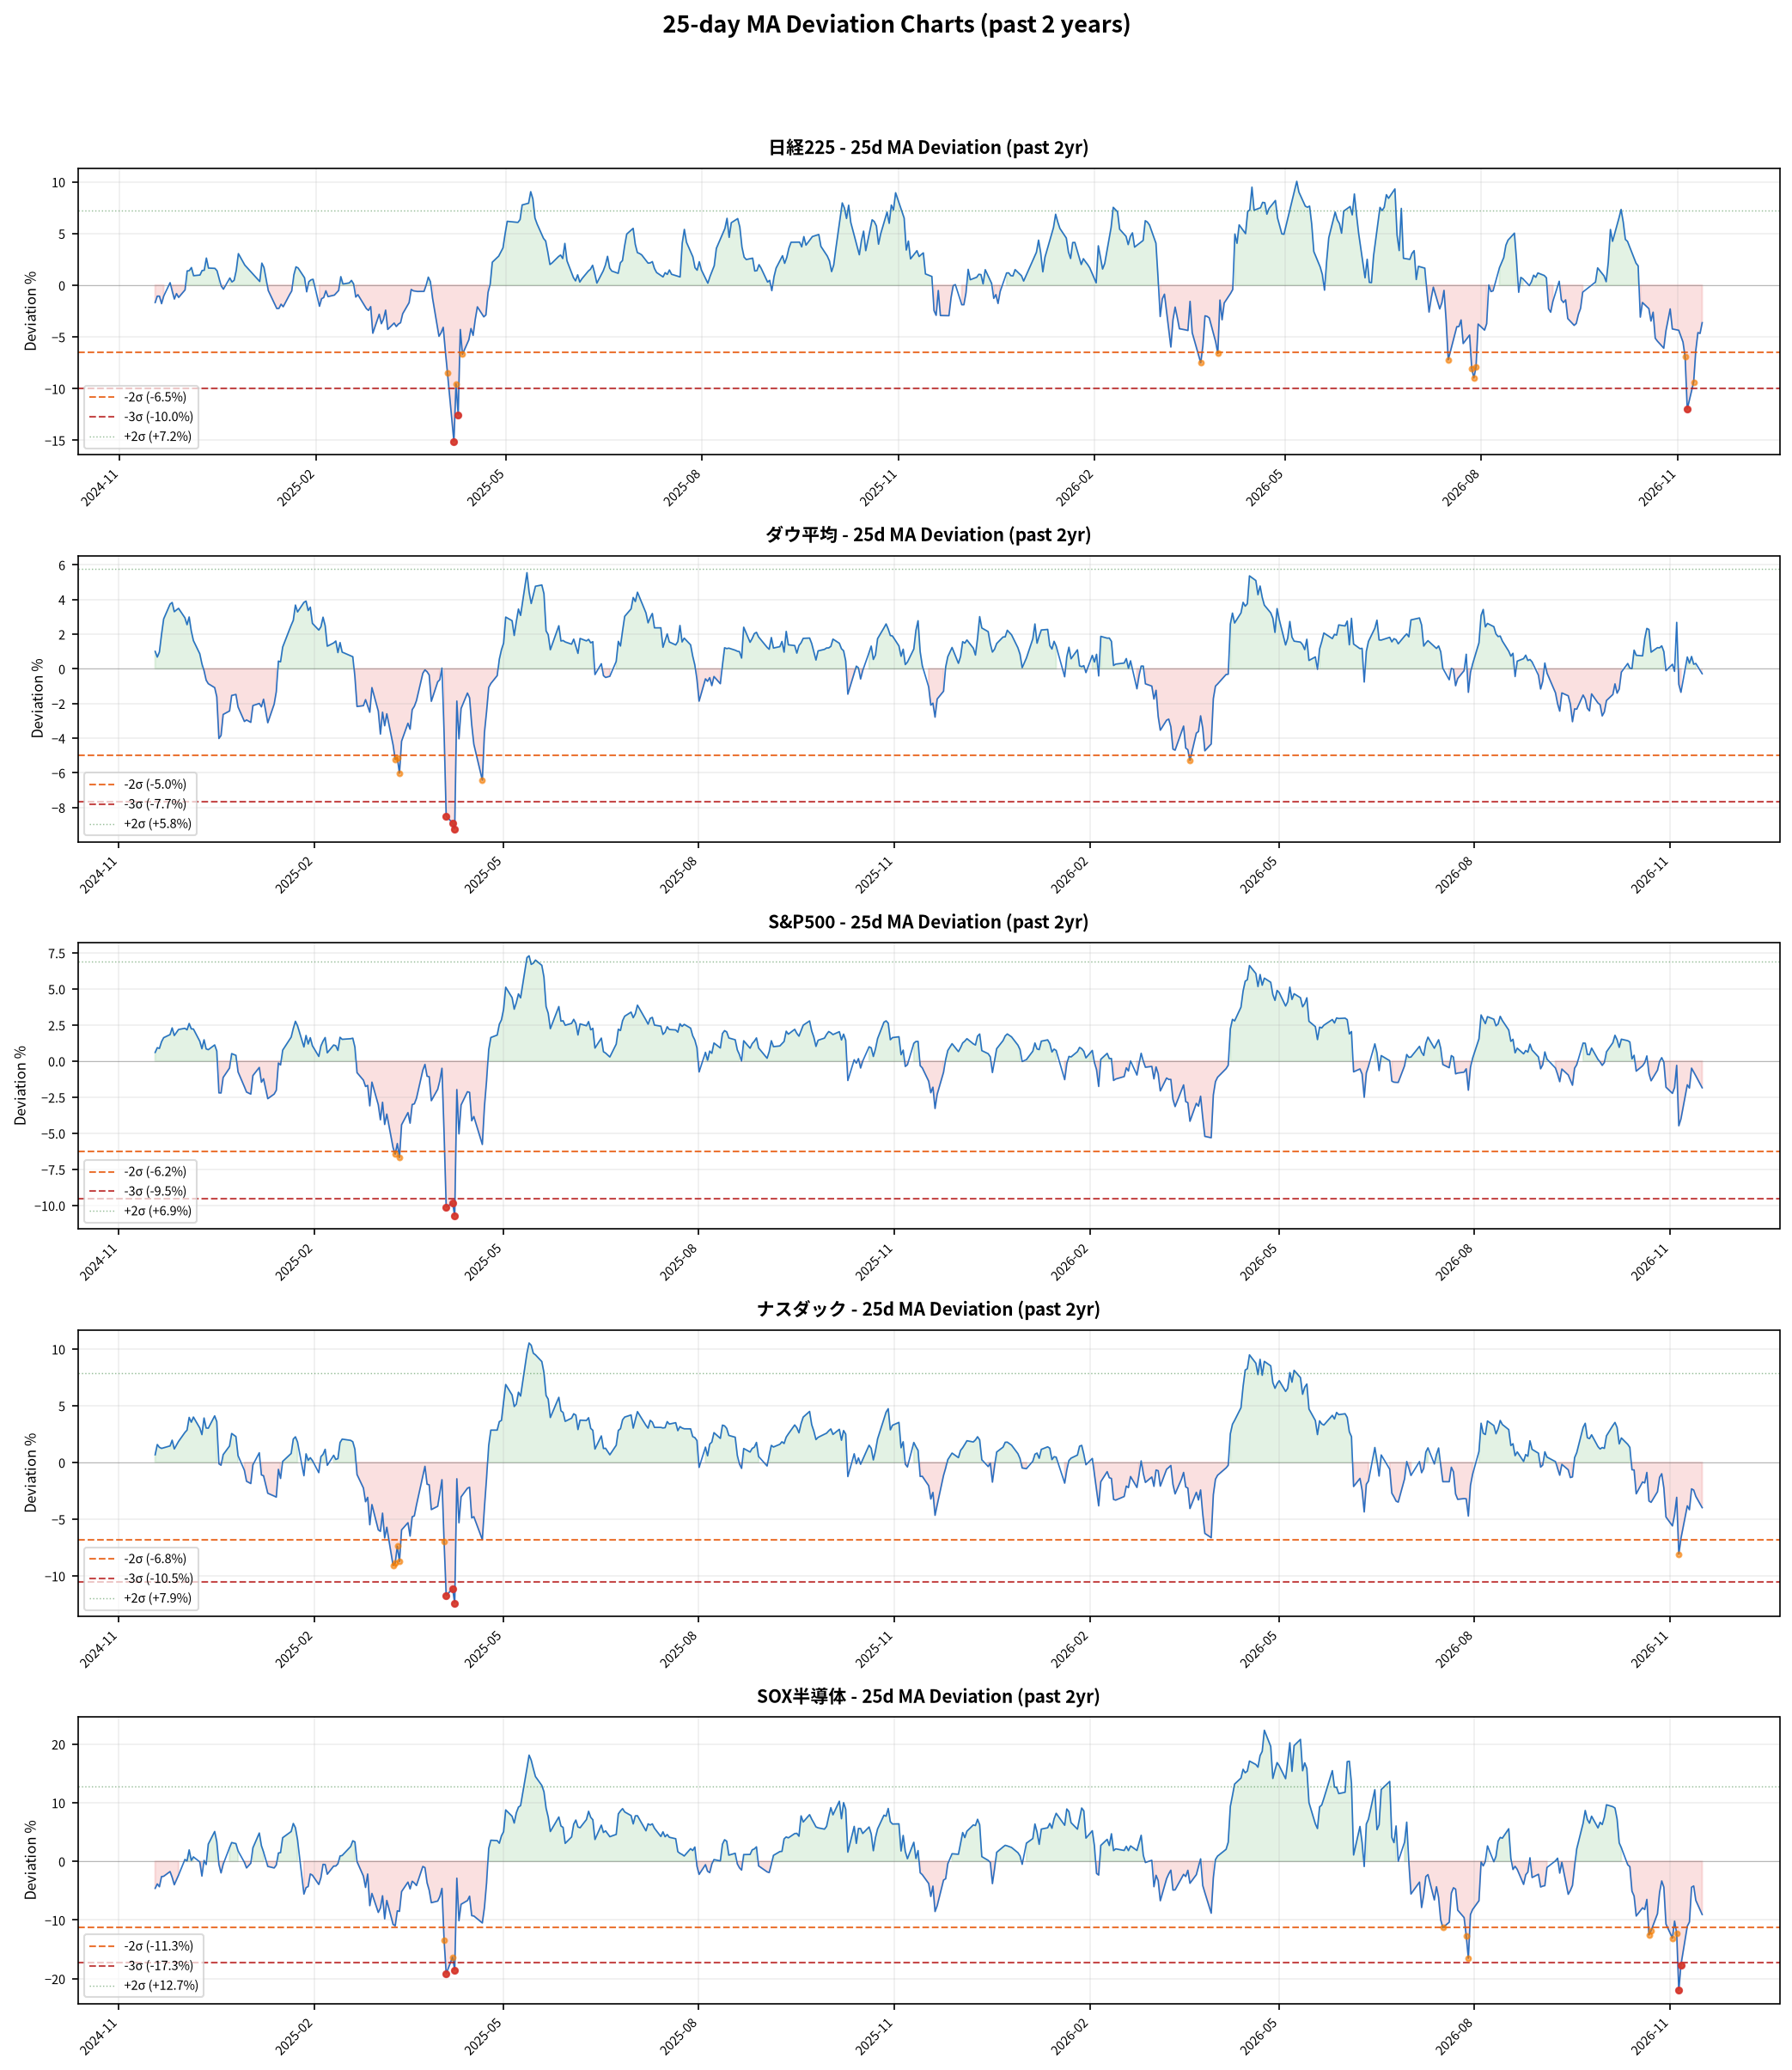 25-day MA Deviation Charts (past 2 years)
日経225 - 25d MA Deviation (past 2yr)
Deviation %
10
5
0
−5
−10
−15
-2σ (-6.5%)
-3σ (-10.0%)
+2σ (+7.2%)
2024-11
2025-02
2025-05
2025-08
2025-11
2026-02
2026-05
2026-08
2026-11
ダウ平均 - 25d MA Deviation (past 2yr)
Deviation %
6
4
2
0
−2
−4
−6
−8
-2σ (-5.0%)
-3σ (-7.7%)
+2σ (+5.8%)
2024-11
2025-02
2025-05
2025-08
2025-11
2026-02
2026-05
2026-08
2026-11
S&P500 - 25d MA Deviation (past 2yr)
Deviation %
7.5
5.0
2.5
0.0
−2.5
−5.0
−7.5
−10.0
-2σ (-6.2%)
-3σ (-9.5%)
+2σ (+6.9%)
2024-11
2025-02
2025-05
2025-08
2025-11
2026-02
2026-05
2026-08
2026-11
ナスダック - 25d MA Deviation (past 2yr)
Deviation %
10
5
0
−5
−10
-2σ (-6.8%)
-3σ (-10.5%)
+2σ (+7.9%)
2024-11
2025-02
2025-05
2025-08
2025-11
2026-02
2026-05
2026-08
2026-11
SOX半導体 - 25d MA Deviation (past 2yr)
Deviation %
20
10
0
−10
−20
-2σ (-11.3%)
-3σ (-17.3%)
+2σ (+12.7%)
2024-11
2025-02
2025-05
2025-08
2025-11
2026-02
2026-05
2026-08
2026-11